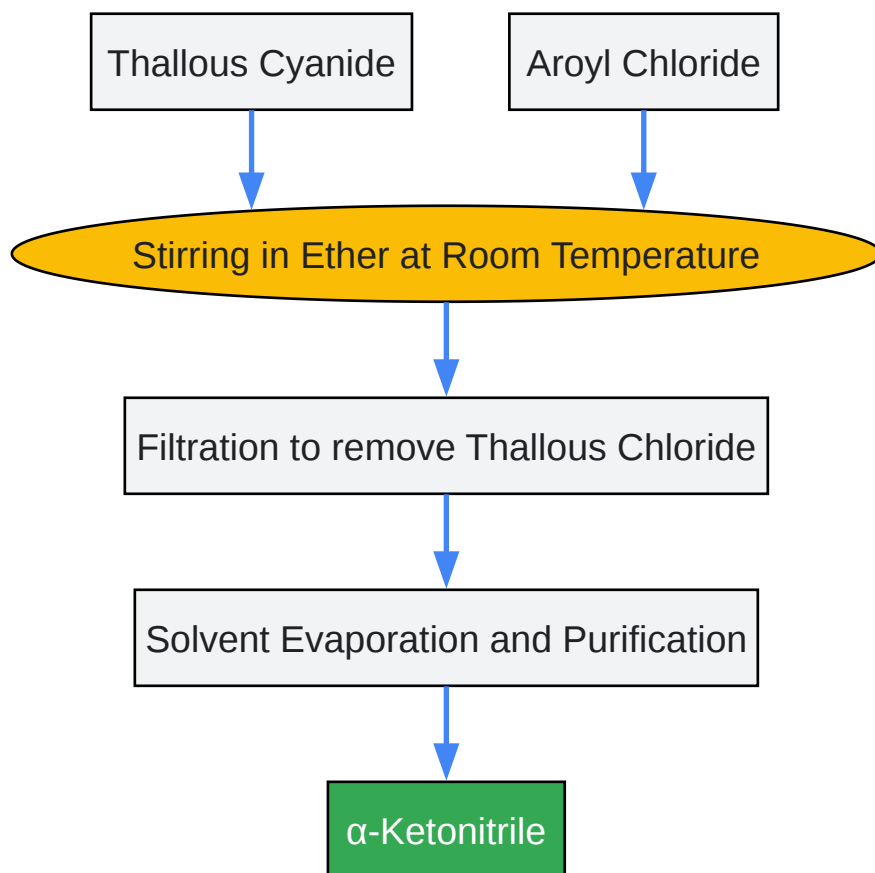 Thallous Cyanide
Aroyl Chloride
Stirring in Ether at Room Temperature
Filtration to remove Thallous Chloride
Solvent Evaporation and Purification
α-Ketonitrile